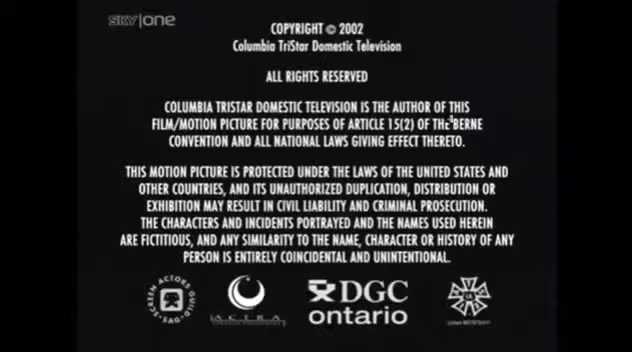 sky one
COPYRIGHT © 2002
Columbia TriStar Domestic Television
ALL RIGHTS RESERVED
COLUMBIA TRISTAR DOMESTIC TELEVISION IS THE AUTHOR OF THIS
FILM/MOTION PICTURE FOR PURPOSES OF ARTICLE 15(2) OF THE BERNE
CONVENTION AND ALL NATIONAL LAWS GIVING EFFECT THERETO.
THIS MOTION PICTURE IS PROTECTED UNDER THE LAWS OF THE UNITED STATES AND
OTHER COUNTRIES, AND ITS UNAUTHORIZED DUPLICATION, DISTRIBUTION OR
EXHIBITION MAY RESULT IN CIVIL LIABILITY AND CRIMINAL PROSECUTION.
THE CHARACTERS AND INCIDENTS PORTRAYED AND THE NAMES USED HEREIN
ARE FICTITIOUS, AND ANY SIMILARITY TO THE NAME, CHARACTER OR HISTORY OF ANY
PERSON IS ENTIRELY COINCIDENTAL AND UNINTENTIONAL.
SCREEN ACTORS GUILD SAG
ACTRA
DGC
ontario
IA